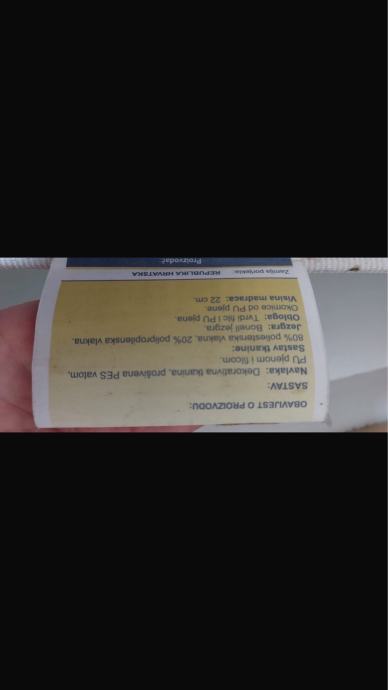 OBAVIJEST O PROIZVODU:
SASTAV:
Navlaka: Dekorativna tkanina, prošivena PES vatom,
PU pjenom i filcom.
Sastav tkanine:
80% poliesterska vlakna, 20% polipropilenska vlakna.
Jezgra: Bonell jezgra.
Obloga: Tvrdi filc i PU pjena.
Okomice od PU pjene.
Visina madraca: 22 cm.
Zemlja porijekla: REPUBLIKA HRVATSKA
Proizvođač